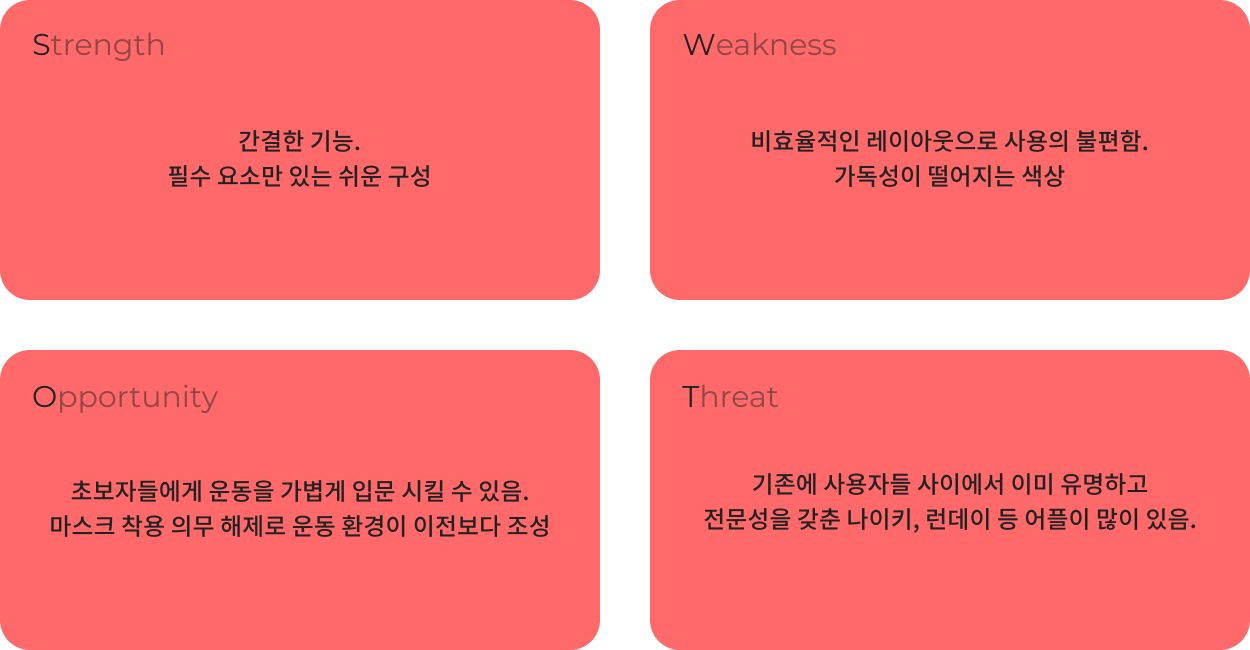 Strength
간결한 기능.
필수 요소만 있는 쉬운 구성
Weakness
비효율적인 레이아웃으로 사용의 불편함.
가독성이 떨어지는 색상
Opportunity
초보자들에게 운동을 가볍게 입문 시킬 수 있음.
마스크 착용 의무 해제로 운동 환경이 이전보다 조성
Threat
기존에 사용자들 사이에서 이미 유명하고
전문성을 갖춘 나이키, 런데이 등 어플이 많이 있음.